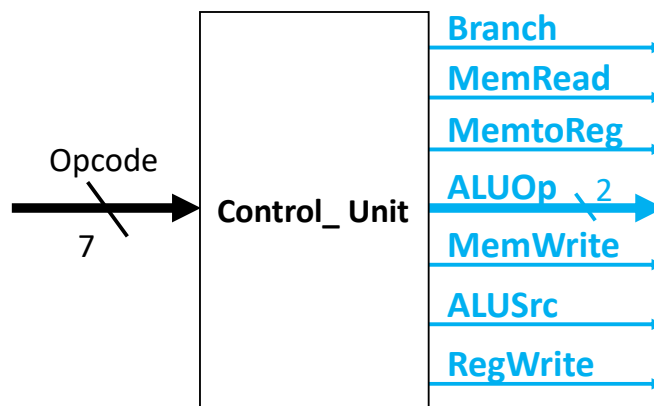 Branch
MemRead
MemtoReg
Opcode
ALUOp 2
Control_ Unit
7
MemWrite
ALUSrc
RegWrite